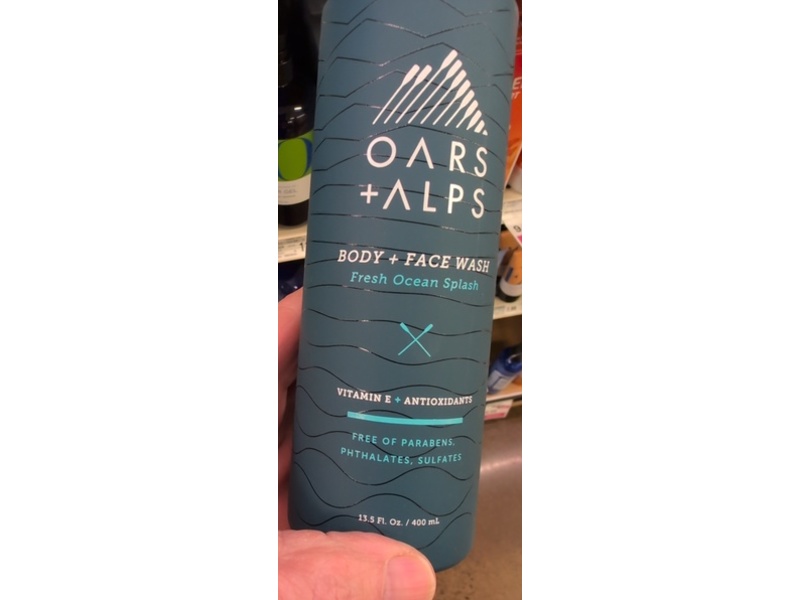 OARS
+ALPS
BODY + FACE WASH
Fresh Ocean Splash
VITAMIN E + ANTIOXIDANTS
FREE OF PARABENS,
PHTHALATES, SULFATES
13.5 Fl. Oz. / 400 mL